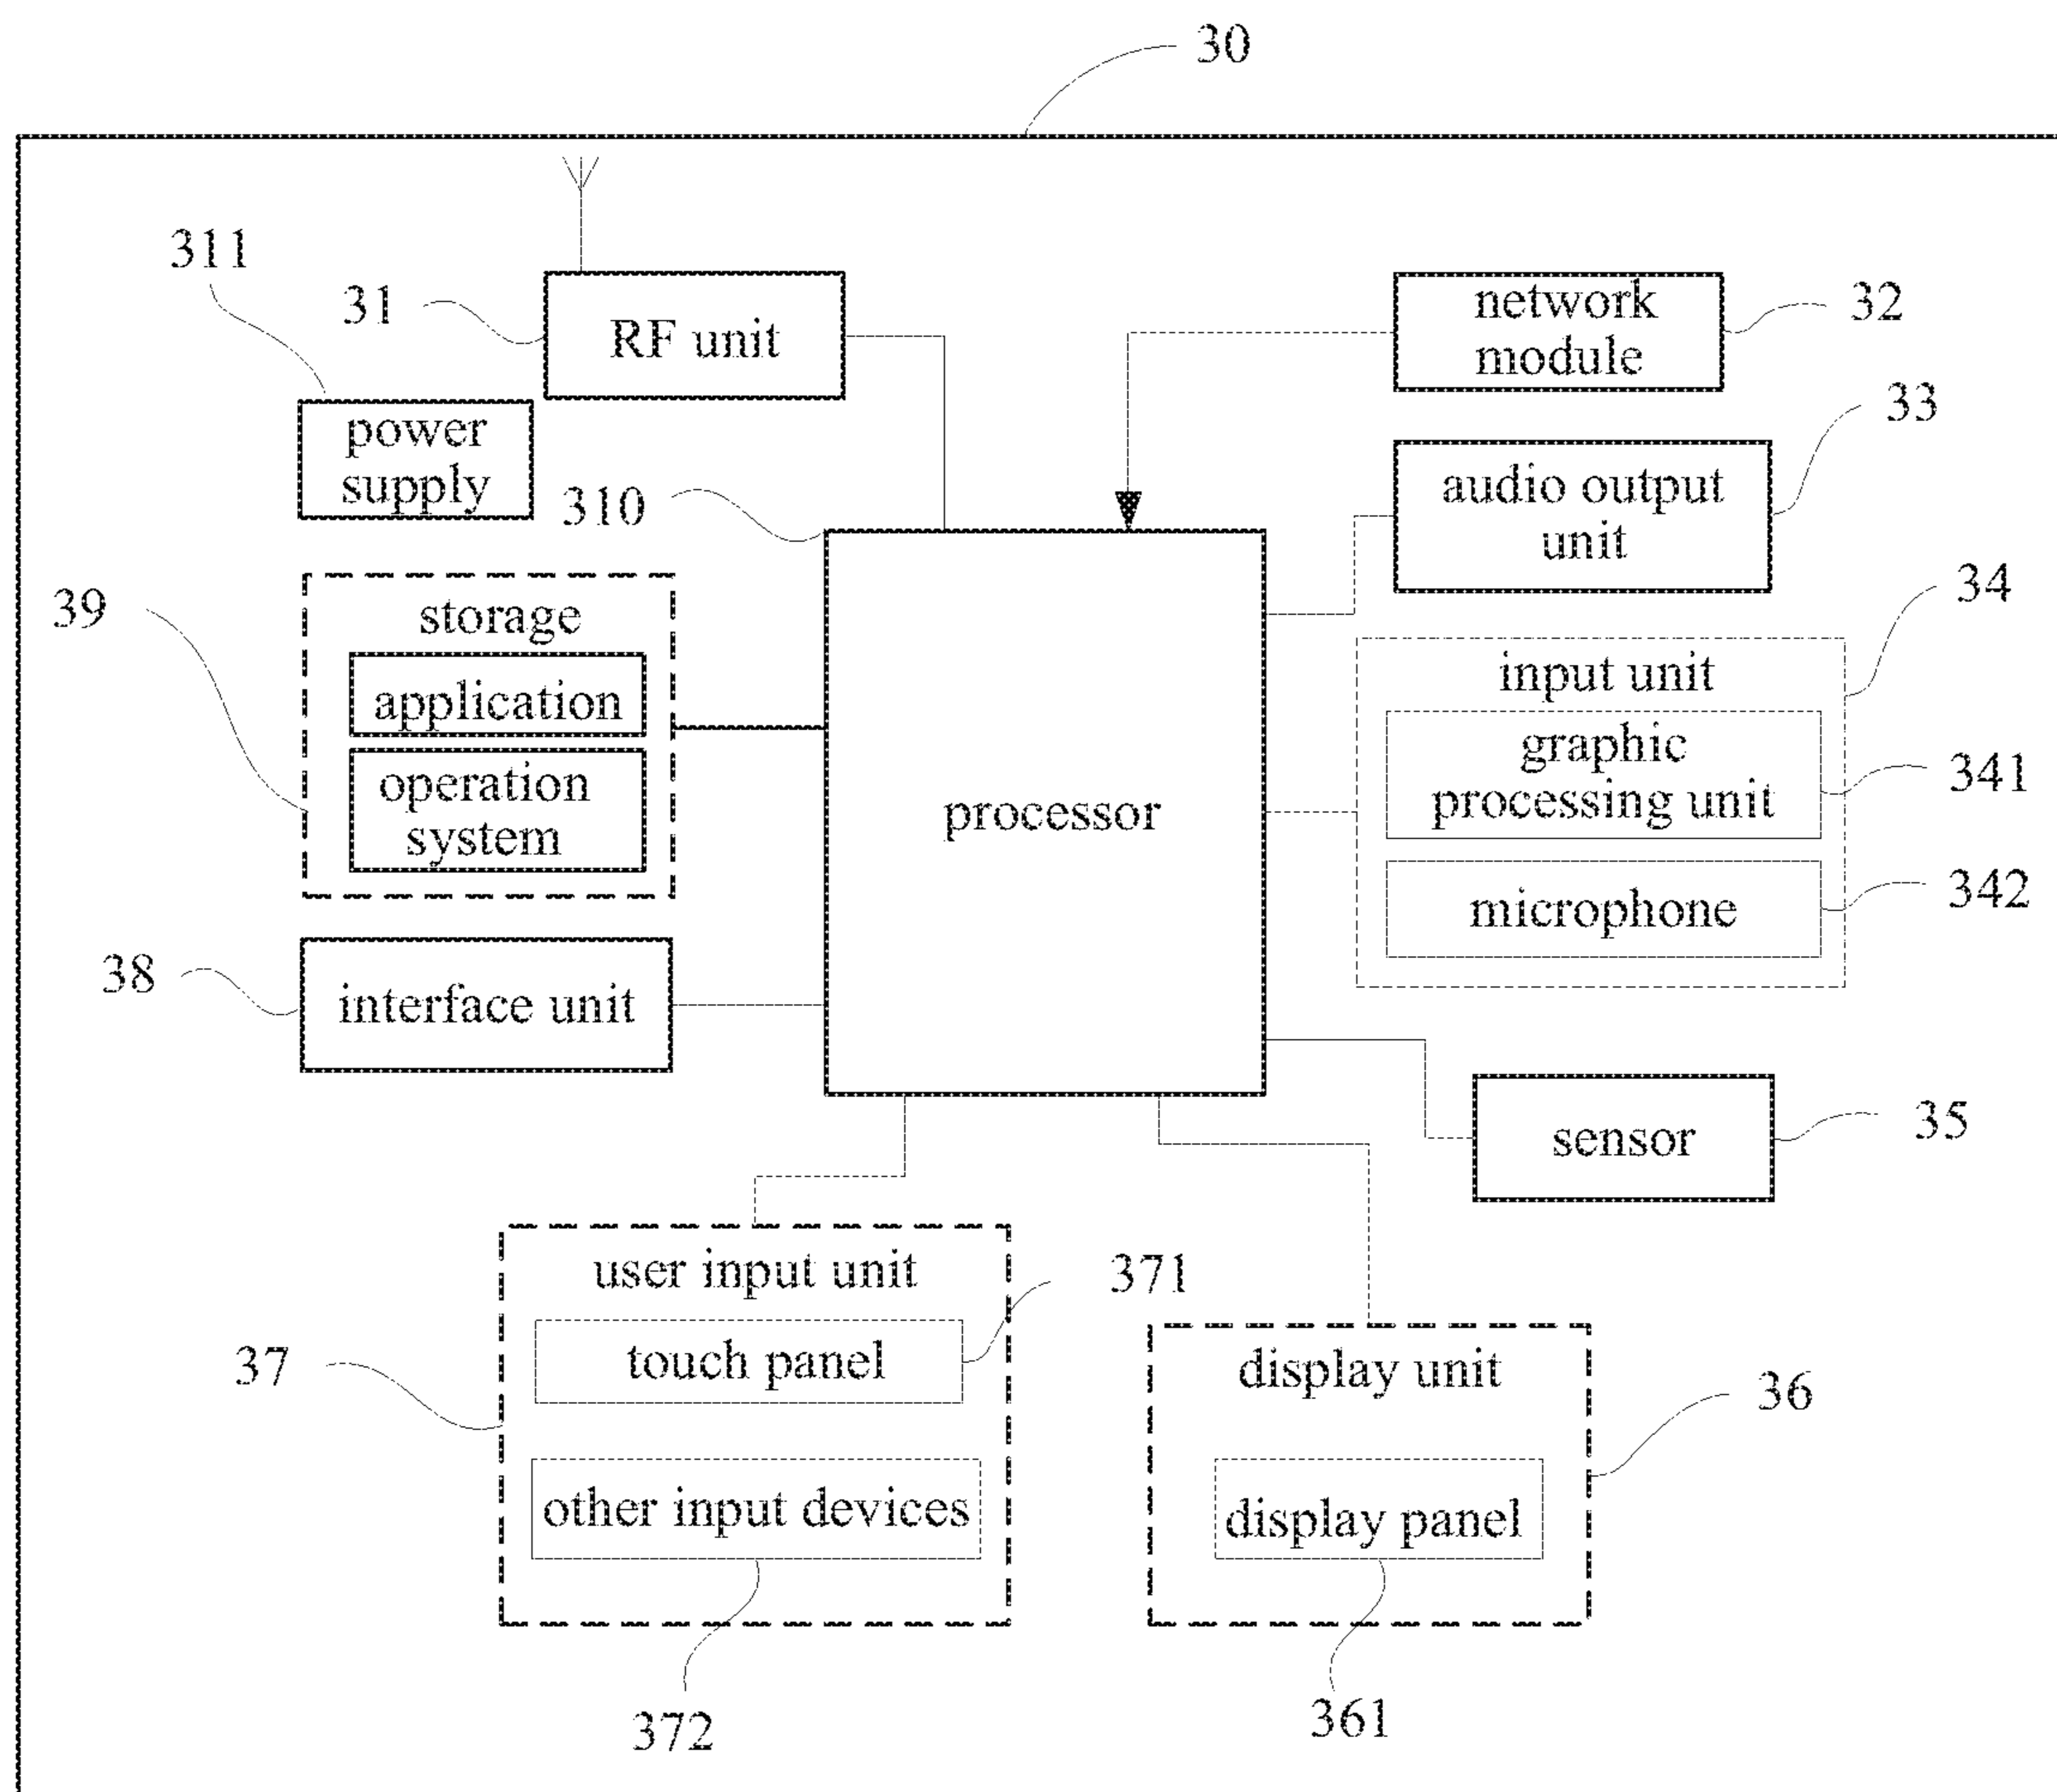 30
311
31
RF unit
network
module
32
power
supply
33
310
audio output
unit
39
storage
34
application
input unit
operation
system
graphic
processing unit
341
processor
microphone
342
38
interface unit
sensor
35
user input unit
371
37
touch panel
display unit
36
other input devices
display panel
372
361